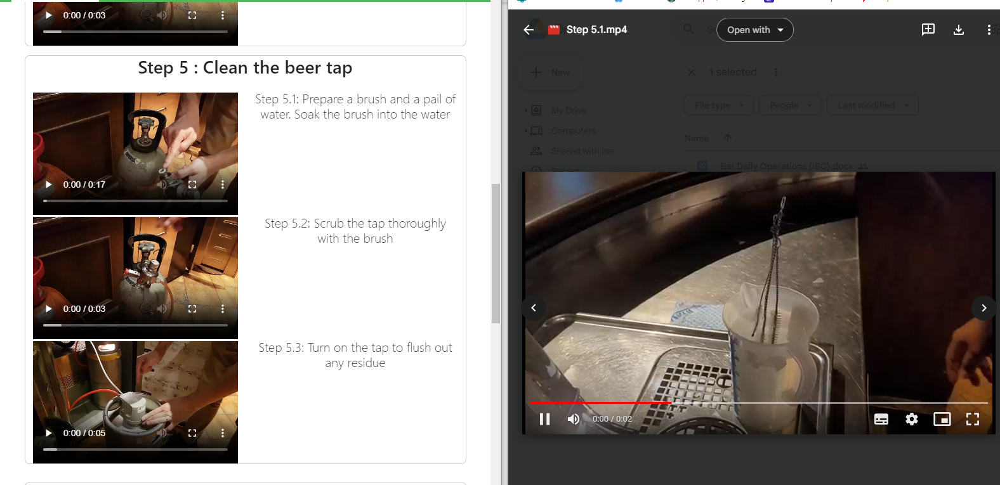 0:00 / 0:03
Step 5 : Clean the beer tap
0:00 / 0:17
Step 5.1: Prepare a brush and a pail of
water. Soak the brush into the water
0:00 / 0:03
Step 5.2: Scrub the tap thoroughly
with the brush
0:00 / 0:05
Step 5.3: Turn on the tap to flush out
any residue
Step 5.1.mp4
Open with
New
1 selected
File type
People
Last modified
My Drive
Computers
Shared with me
Name
Bar Daily Operations (IBC).docx
0:00 / 0:02